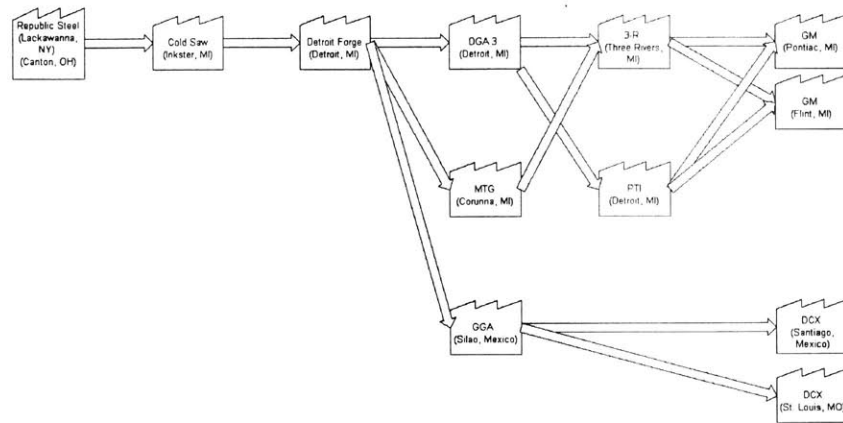 Republic Steel
(Lackawanna,
NY)
(Canton, OH)
Cold Saw
(Inkster, MI)
Detroit Forge
(Detroit, MI)
DGA 3
(Detroit, MI)
3-R
(Three Rivers,
MI)
GM
(Pontiac, MI)
GM
(Flint, MI)
MTG
(Corunna, MI)
PTI
(Detroit, MI)
GGA
(Silao, Mexico)
DCX
(Santiago,
Mexico)
DCX
(St. Louis, MO)